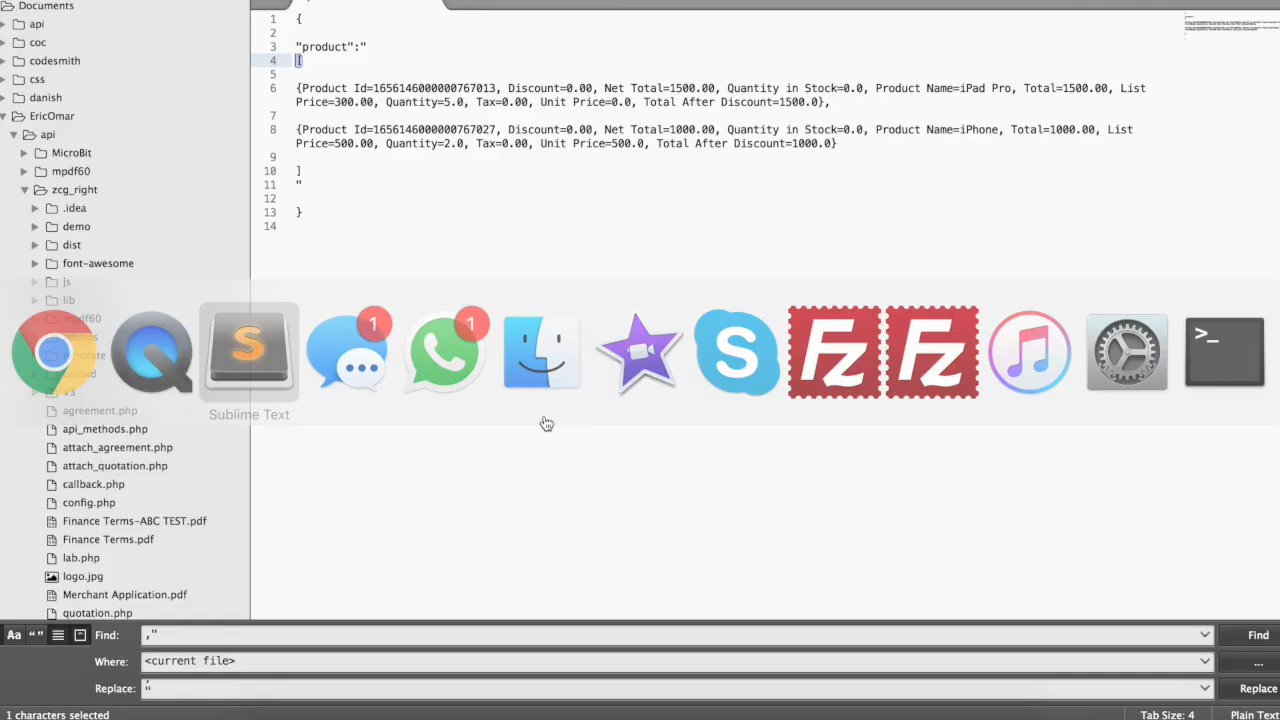 Documents
api
coc
codesmith
css
danish
EricOmar
api
MicroBit
mpdf60
zcg_right
.idea
demo
dist
font-awesome
js
lib
mpdf60
agreement.php
api_methods.php
attach_agreement.php
attach_quotation.php
callback.php
config.php
Finance Terms-ABC TEST.pdf
Finance Terms.pdf
lab.php
logo.jpg
Merchant Application.pdf
quotation.php
1 {
2
3 "product":"
4 [
5
6 {Product Id=1656146000000767013, Discount=0.00, Net Total=1500.00, Quantity in Stock=0.0, Product Name=iPad Pro, Total=1500.00, List
Price=300.00, Quantity=5.0, Tax=0.00, Unit Price=0.0, Total After Discount=1500.0},
7
8 {Product Id=1656146000000767027, Discount=0.00, Net Total=1000.00, Quantity in Stock=0.0, Product Name=iPhone, Total=1000.00, List
Price=500.00, Quantity=2.0, Tax=0.00, Unit Price=500.0, Total After Discount=1000.0}
9
10 ]
11 "
12
13 }
14
S
1
1
S
Fz
Fz
>_
Sublime Text
Aa “” Find: ,"
Find
Where: <current file>
...
Replace: "
Replace
1 characters selected
Tab Size: 4
Plain Text